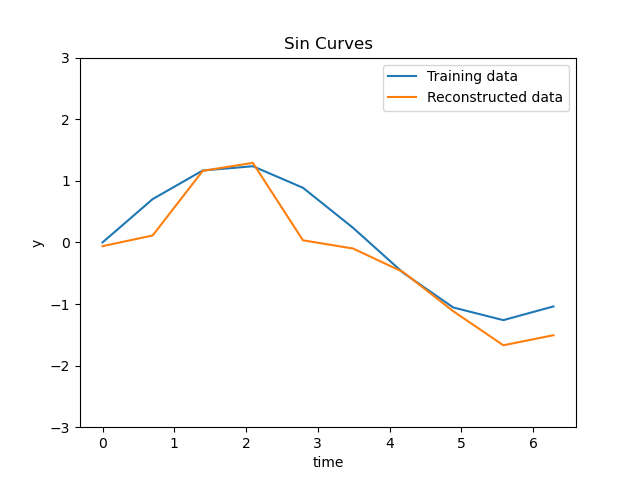 Sin Curves
Training data
Reconstructed data
3
2
1
0
−1
−2
−3
y
0 1 2 3 4 5 6
time